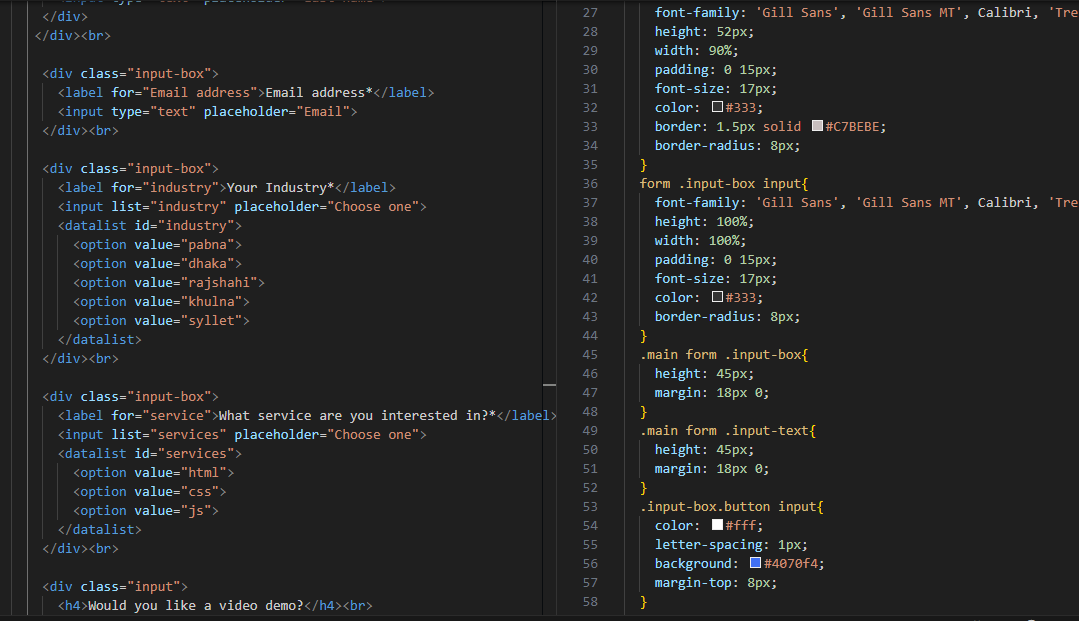 </div>
</div><br>
<div class="input-box">
<label for="Email address">Email address*</label>
<input type="text" placeholder="Email">
</div><br>
<div class="input-box">
<label for="industry">Your Industry*</label>
<input list="industry" placeholder="Choose one">
<datalist id="industry">
<option value="pabna">
<option value="dhaka">
<option value="rajshahi">
<option value="khulna">
<option value="syllet">
</datalist>
</div><br>
<div class="input-box">
<label for="service">What service are you interested in?*</label>
<input list="services" placeholder="Choose one">
<datalist id="services">
<option value="html">
<option value="css">
<option value="js">
</datalist>
</div><br>
<div class="input">
<h4>Would you like a video demo?</h4><br>
27 font-family: 'Gill Sans', 'Gill Sans MT', Calibri, 'Tre
28 height: 52px;
29 width: 90%;
30 padding: 0 15px;
31 font-size: 17px;
32 color: #333;
33 border: 1.5px solid #C7BEBE;
34 border-radius: 8px;
35 }
36 form .input-box input{
37 font-family: 'Gill Sans', 'Gill Sans MT', Calibri, 'Tre
38 height: 100%;
39 width: 100%;
40 padding: 0 15px;
41 font-size: 17px;
42 color: #333;
43 border-radius: 8px;
44 }
45 .main form .input-box{
46 height: 45px;
47 margin: 18px 0;
48 }
49 .main form .input-text{
50 height: 45px;
51 margin: 18px 0;
52 }
53 .input-box.button input{
54 color: #fff;
55 letter-spacing: 1px;
56 background: #4070f4;
57 margin-top: 8px;
58 }